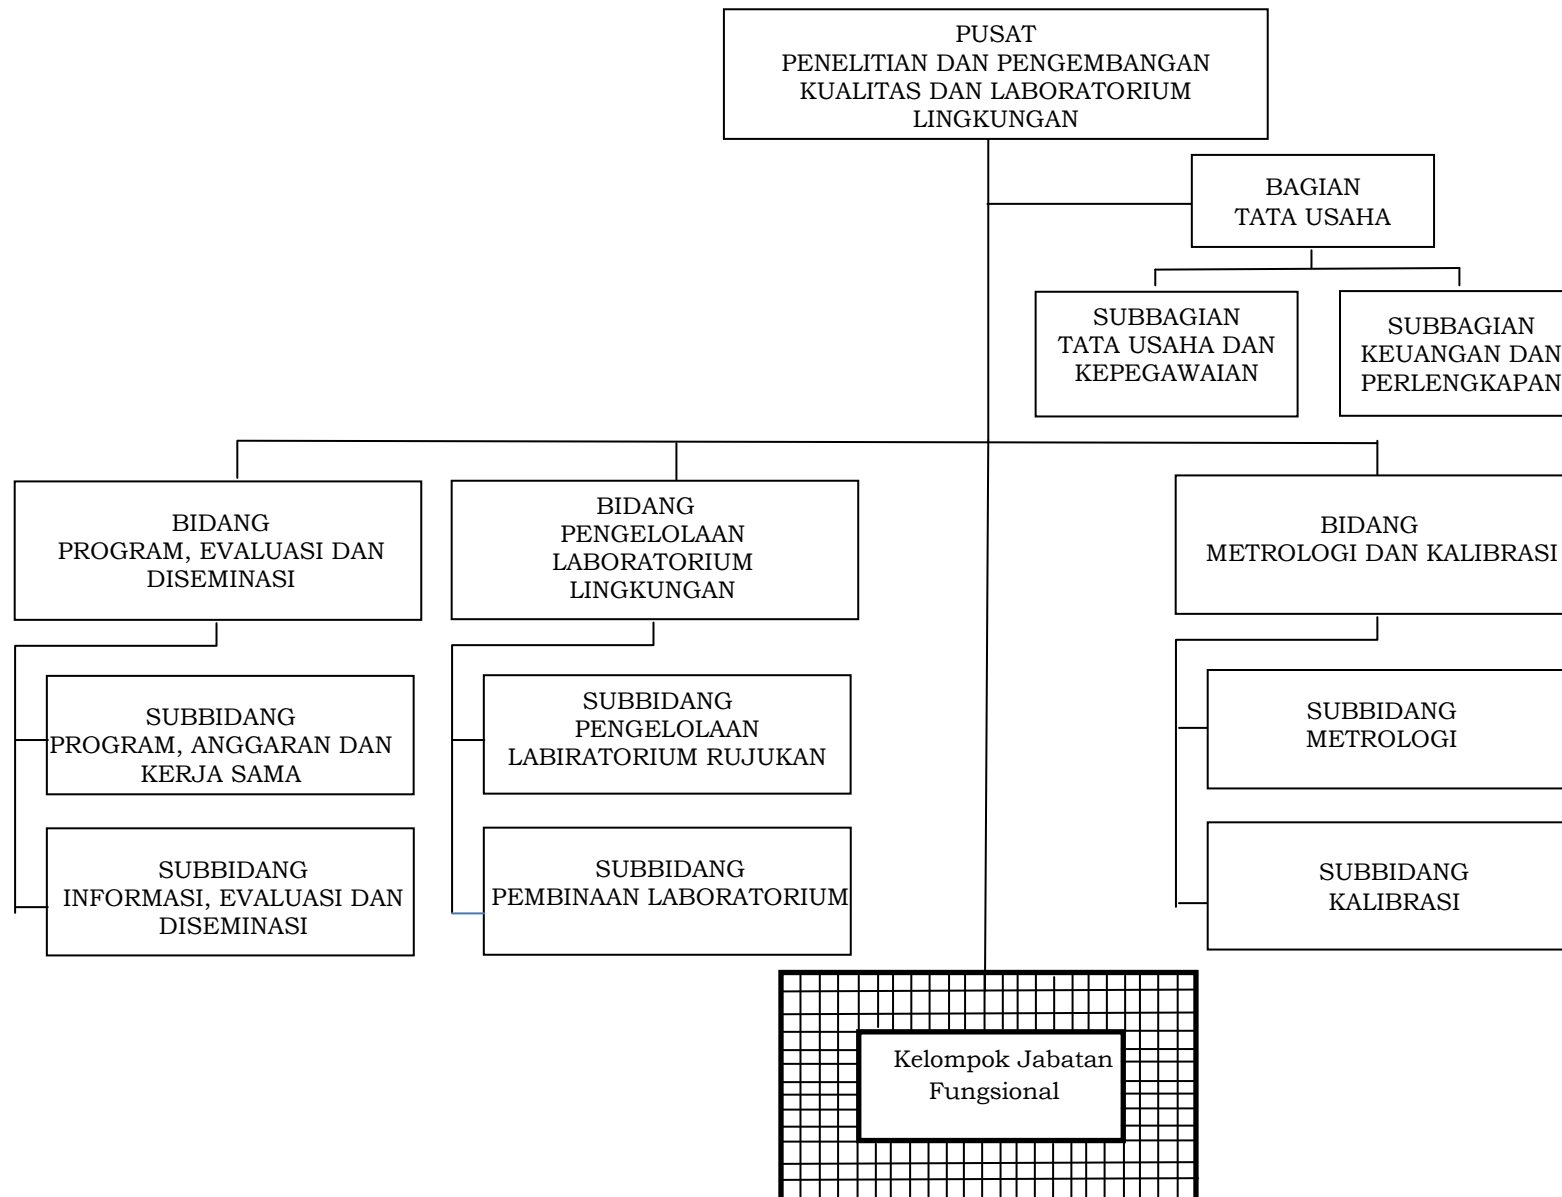 PUSAT
PENELITIAN DAN PENGEMBANGAN
KUALITAS DAN LABORATORIUM
LINGKUNGAN
BAGIAN
TATA USAHA
SUBBAGIAN
TATA USAHA DAN
KEPEGAWAIAN
SUBBAGIAN
KEUANGAN DAN
PERLENGKAPAN
BIDANG
PROGRAM, EVALUASI DAN
DISEMINASI
BIDANG
PENGELOLAAN
LABORATORIUM
LINGKUNGAN
BIDANG
METROLOGI DAN KALIBRASI
SUBBIDANG
PROGRAM, ANGGARAN DAN
KERJA SAMA
SUBBIDANG
PENGELOLAAN
LABIRATORIUM RUJUKAN
SUBBIDANG
METROLOGI
SUBBIDANG
INFORMASI, EVALUASI DAN
DISEMINASI
SUBBIDANG
PEMBINAAN LABORATORIUM
SUBBIDANG
KALIBRASI
Kelompok Jabatan
Fungsional